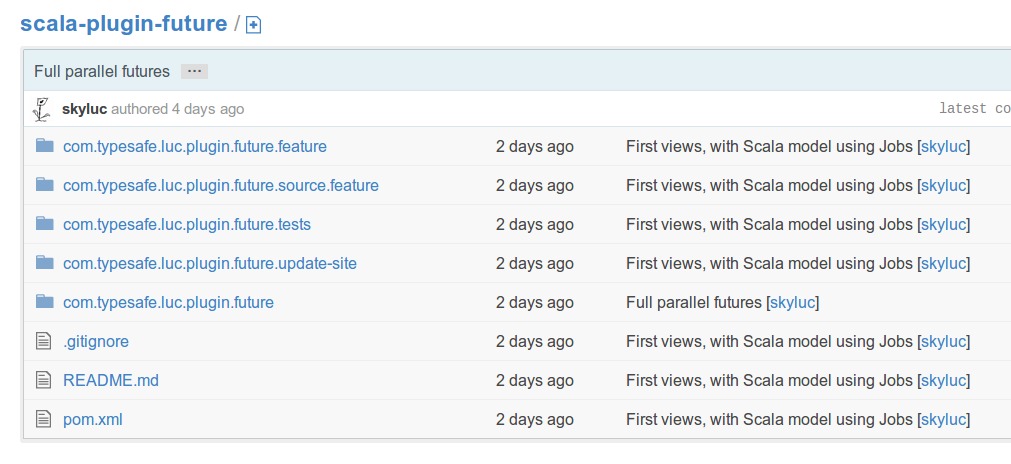 scala-plugin-future /
Full parallel futures ...
skyluc authored 4 days ago latest co
com.typesafe.luc.plugin.future.feature 2 days ago First views, with Scala model using Jobs [skyluc]
com.typesafe.luc.plugin.future.source.feature 2 days ago First views, with Scala model using Jobs [skyluc]
com.typesafe.luc.plugin.future.tests 2 days ago First views, with Scala model using Jobs [skyluc]
com.typesafe.luc.plugin.future.update-site 2 days ago First views, with Scala model using Jobs [skyluc]
com.typesafe.luc.plugin.future 2 days ago Full parallel futures [skyluc]
.gitignore 2 days ago First views, with Scala model using Jobs [skyluc]
README.md 2 days ago First views, with Scala model using Jobs [skyluc]
pom.xml 2 days ago First views, with Scala model using Jobs [skyluc]